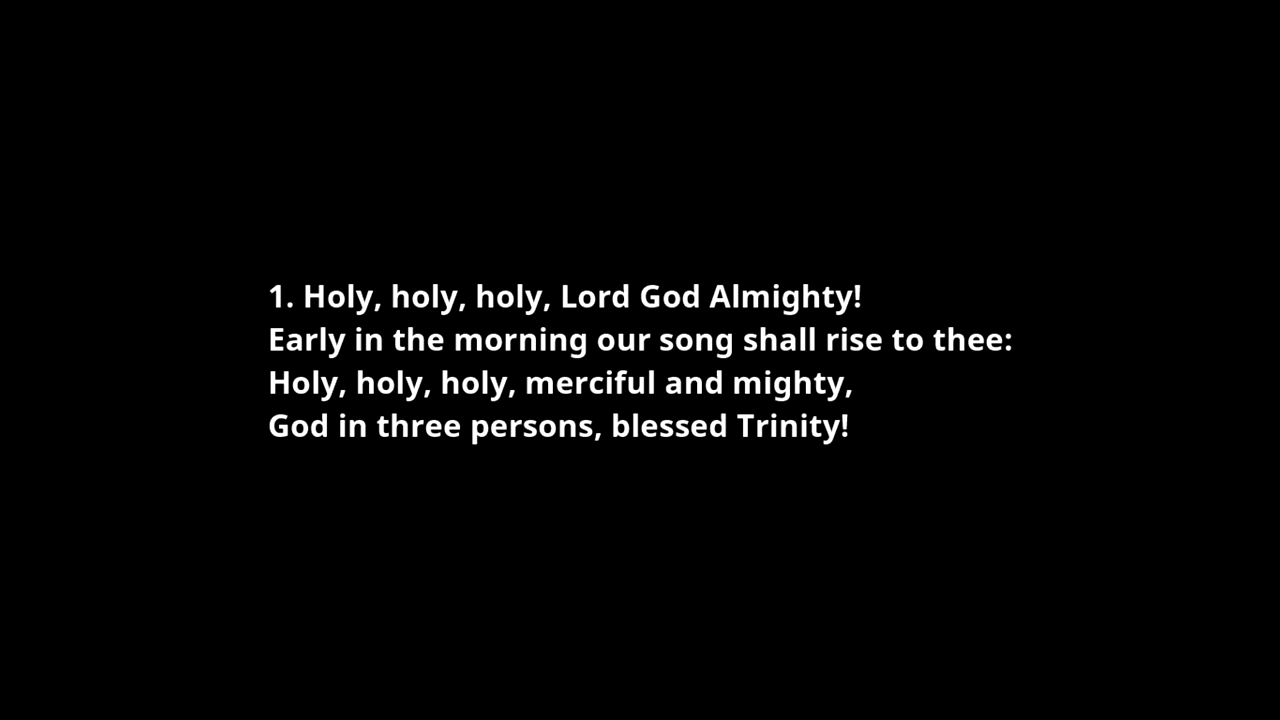 1. Holy, holy, holy, Lord God Almighty!
Early in the morning our song shall rise to thee:
Holy, holy, holy, merciful and mighty,
God in three persons, blessed Trinity!